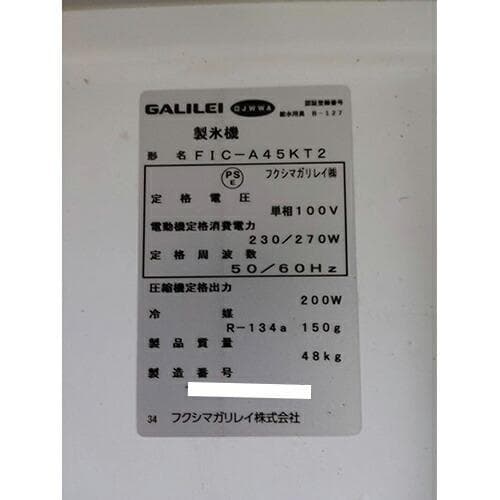 GALILEI JWWA 認証登録番号
給水用具 B-127
製氷機
形 名 FIC-A45KT2
PS E フクシマガリレイ㈱
定格電圧
単相100V
電動機定格消費電力
230/270W
定格周波数
50/60Hz
圧縮機定格出力
200W
冷 媒
R-134a 150g
製品質量
48kg
製造番号
34 フクシマガリレイ株式会社